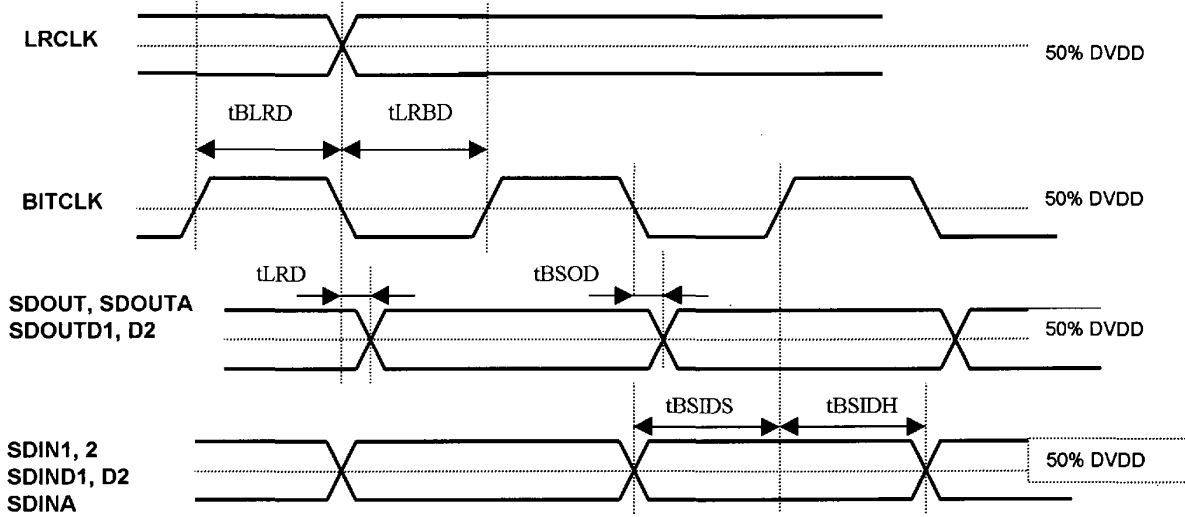 LRCLK
50% DVDD
tBLRD
tLRBD
BITCLK
50% DVDD
tLRD
tBSOD
SDOUT, SDOUTA
SDOUTD1, D2
50% DVDD
tBSIDS
tBSIDH
SDIN1, 2
SDIND1, D2
SDINA
50% DVDD